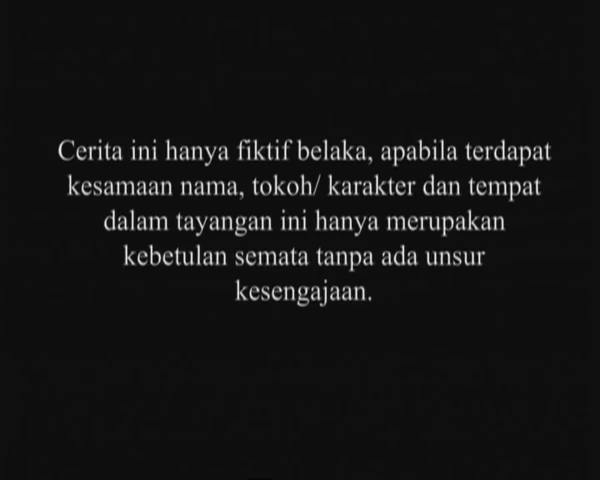 Cerita ini hanya fiktif belaka, apabila terdapat
kesamaan nama, tokoh/ karakter dan tempat
dalam tayangan ini hanya merupakan
kebetulan semata tanpa ada unsur
kesengajaan.